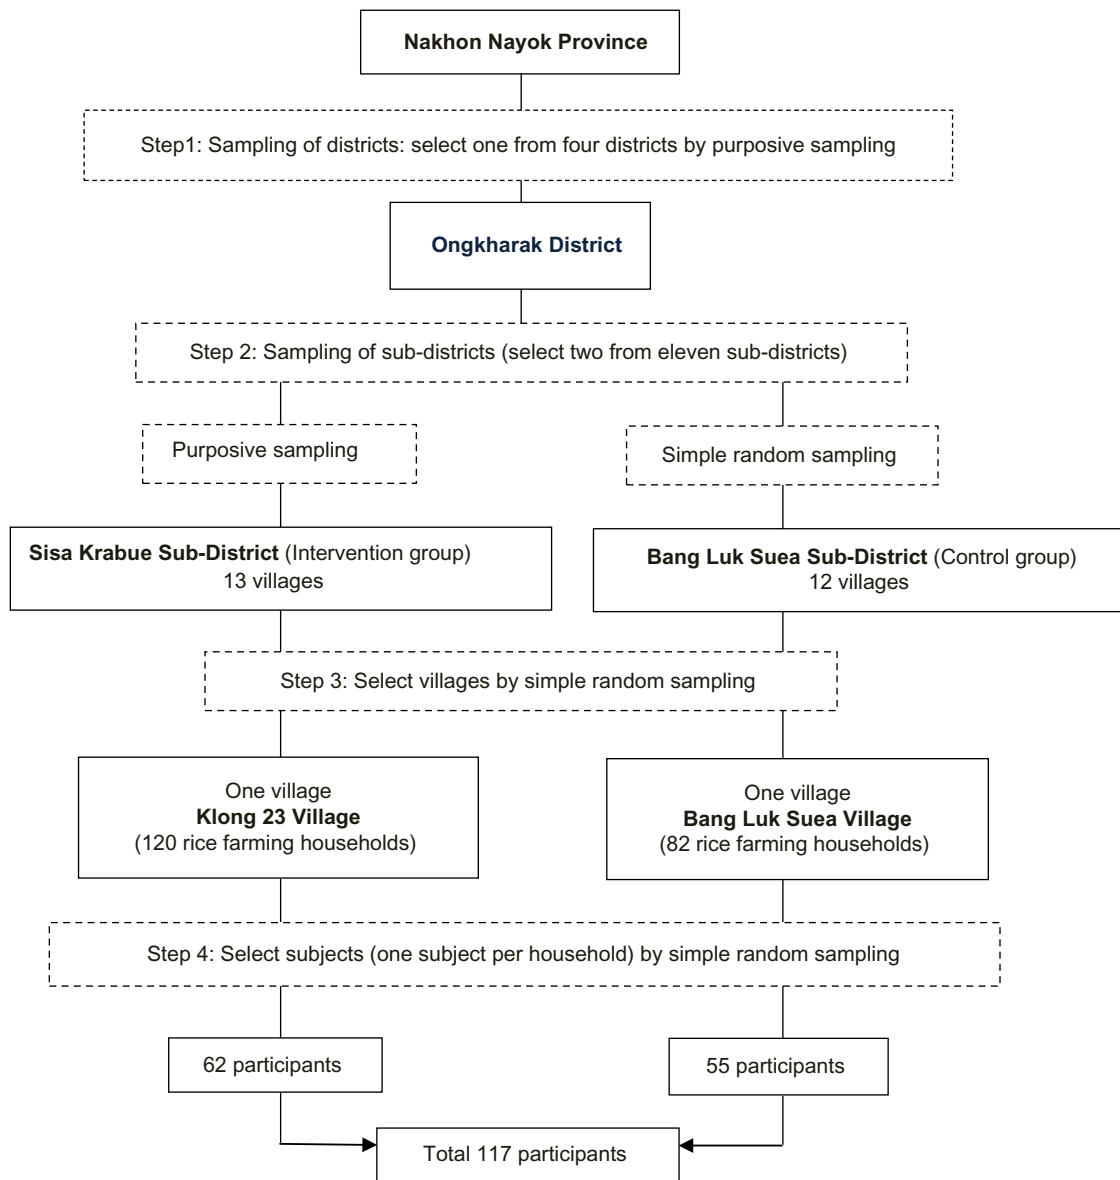 Nakhon Nayok Province
Step1: Sampling of districts: select one from four districts by purposive sampling
Ongkharak District
Step 2: Sampling of sub-districts (select two from eleven sub-districts)
Purposive sampling
Simple random sampling
Sisa Krabue Sub-District (Intervention group)
13 villages
Bang Luk Suea Sub-District (Control group)
12 villages
Step 3: Select villages by simple random sampling
One village
Klong 23 Village
(120 rice farming households)
One village
Bang Luk Suea Village
(82 rice farming households)
Step 4: Select subjects (one subject per household) by simple random sampling
62 participants
55 participants
Total 117 participants